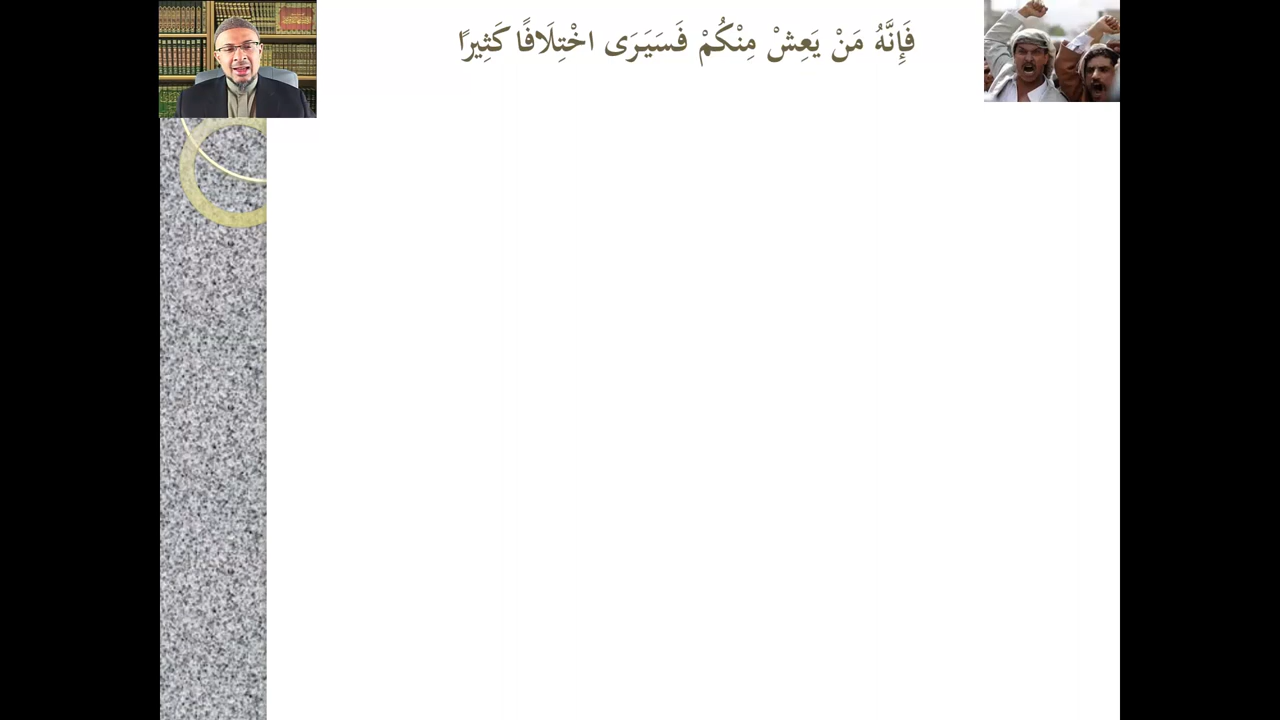 فَإِنَّهُ مَنْ يَعِشْ مِنْكُمْ فَسَيَرَى اخْتِلَافًا كَثِيرًا